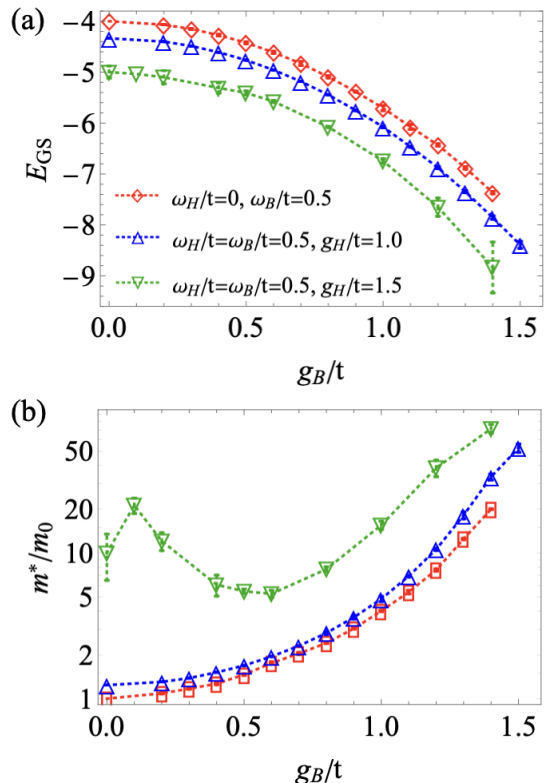 (a)
−4
−5
−6
−7
−8
−9
E_GS
ω_H/t=0, ω_B/t=0.5
ω_H/t=ω_B/t=0.5, g_H/t=1.0
ω_H/t=ω_B/t=0.5, g_H/t=1.5
0.0 0.5 1.0 1.5
g_B/t
(b)
50
20
10
5
2
1
m*/m_0
0.0 0.5 1.0 1.5
g_B/t